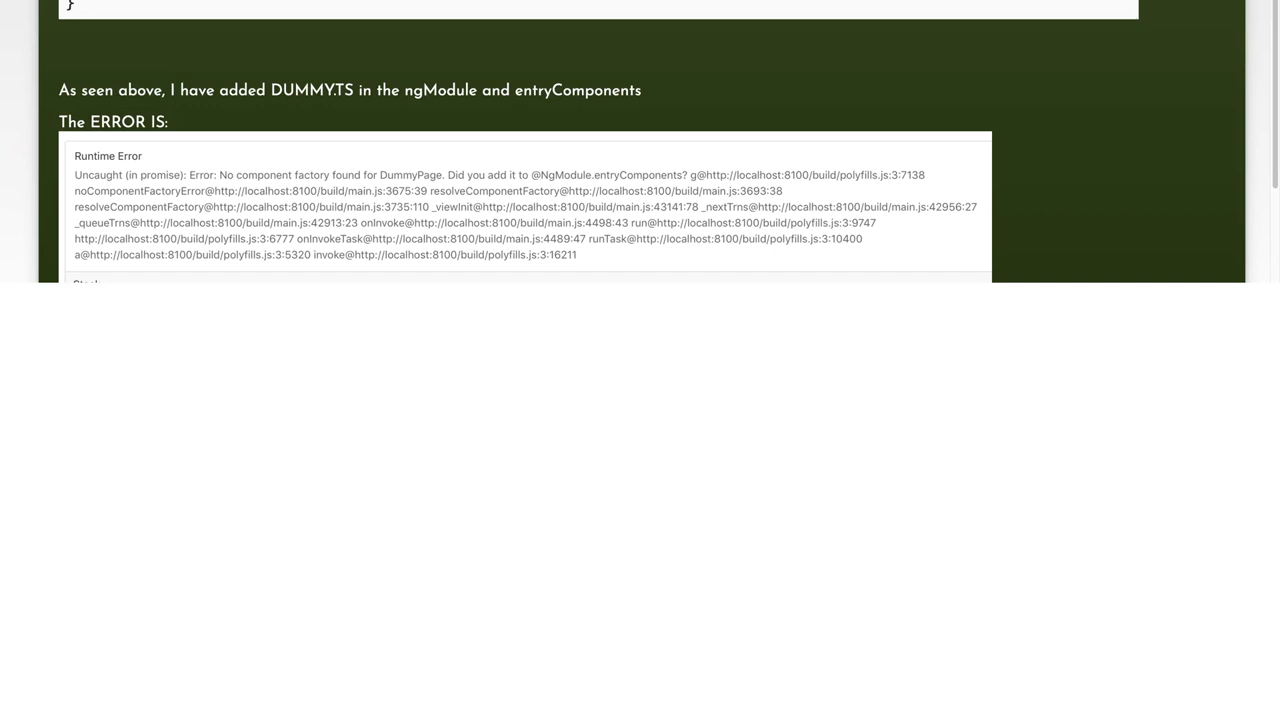 }
As seen above, I have added DUMMY.TS in the ngModule and entryComponents
The ERROR IS:
Runtime Error
Uncaught (in promise): Error: No component factory found for DummyPage. Did you add it to @NgModule.entryComponents? g@http://localhost:8100/build/polyfills.js:3:7138
noComponentFactoryError@http://localhost:8100/build/main.js:3675:39 resolveComponentFactory@http://localhost:8100/build/main.js:3693:38
resolveComponentFactory@http://localhost:8100/build/main.js:3735:110 _viewInit@http://localhost:8100/build/main.js:43141:78 _nextTrns@http://localhost:8100/build/main.js:42956:27
_queueTrns@http://localhost:8100/build/main.js:42913:23 onInvoke@http://localhost:8100/build/main.js:4498:43 run@http://localhost:8100/build/polyfills.js:3:9747
http://localhost:8100/build/polyfills.js:3:6777 onInvokeTask@http://localhost:8100/build/main.js:4489:47 runTask@http://localhost:8100/build/polyfills.js:3:10400
a@http://localhost:8100/build/polyfills.js:3:5320 invoke@http://localhost:8100/build/polyfills.js:3:16211